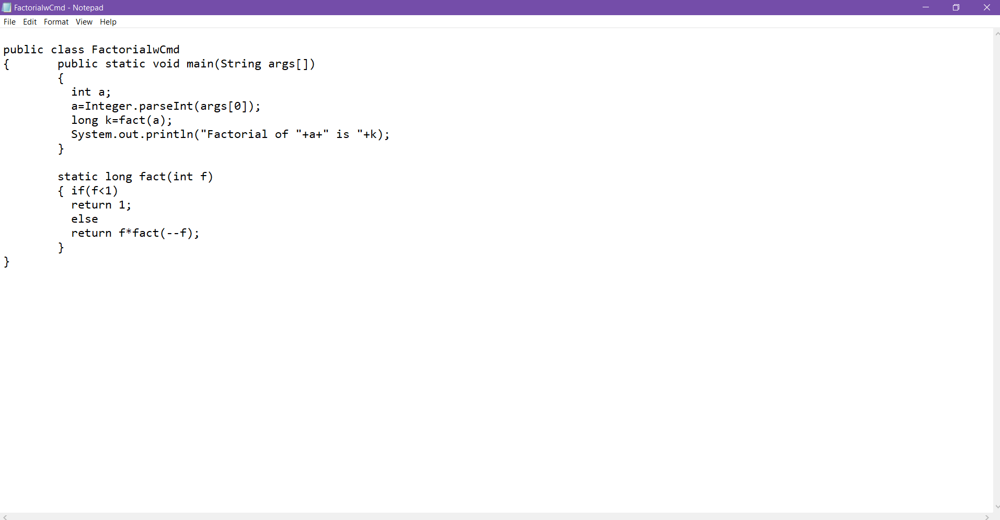 FactorialwCmd - Notepad
File Edit Format View Help
public class FactorialwCmd
{       public static void main(String args[])
        {
          int a;
          a=Integer.parseInt(args[0]);
          long k=fact(a);
          System.out.println("Factorial of "+a+" is "+k);
        }
        static long fact(int f)
        { if(f<1)
          return 1;
          else
          return f*fact(--f);
        }
}